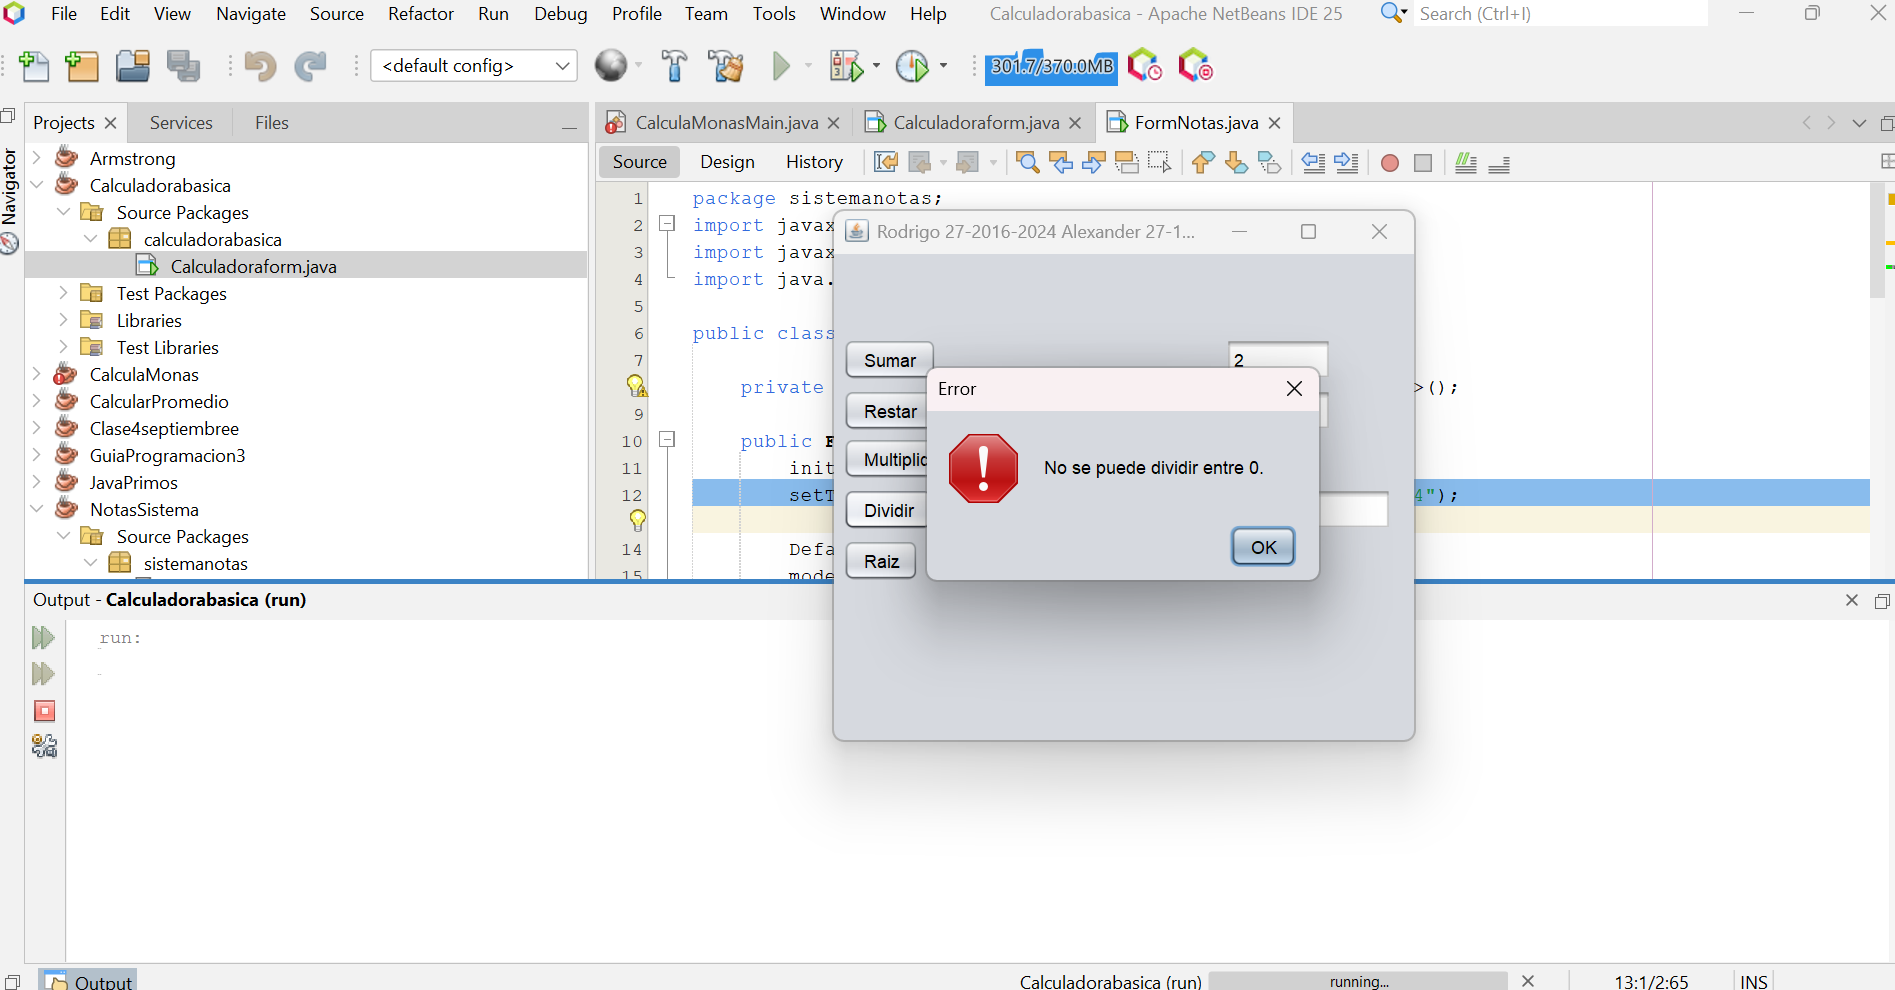 File Edit View Navigate Source Refactor Run Debug Profile Team Tools Window Help Calculadorabasica - Apache NetBeans IDE 25 Search (Ctrl+I)
<default config> 301.7/370.0MB
Projects Services Files
Navigator
Armstrong
Calculadorabasica
Source Packages
calculadorabasica
Calculadoraform.java
Test Packages
Libraries
Test Libraries
CalculaMonas
CalcularPromedio
Clase4septiembree
GuiaProgramacion3
JavaPrimos
NotasSistema
Source Packages
sistemanotas
CalculaMonasMain.java Calculadoraform.java FormNotas.java
Source Design History
1 package sistemanotas;
2 import javax
3 import javax
4 import java.
5
6 public class
7
private >();
9
10 public
11 init
12 setT 4");
14 Defa
15 mode
Rodrigo 27-2016-2024 Alexander 27-1...
Sumar 2
Restar
Multiplic
Dividir
Raiz
Error
No se puede dividir entre 0.
OK
Output - Calculadorabasica (run)
run:
Output Calculadorabasica (run) running... 13:1/2:65 INS